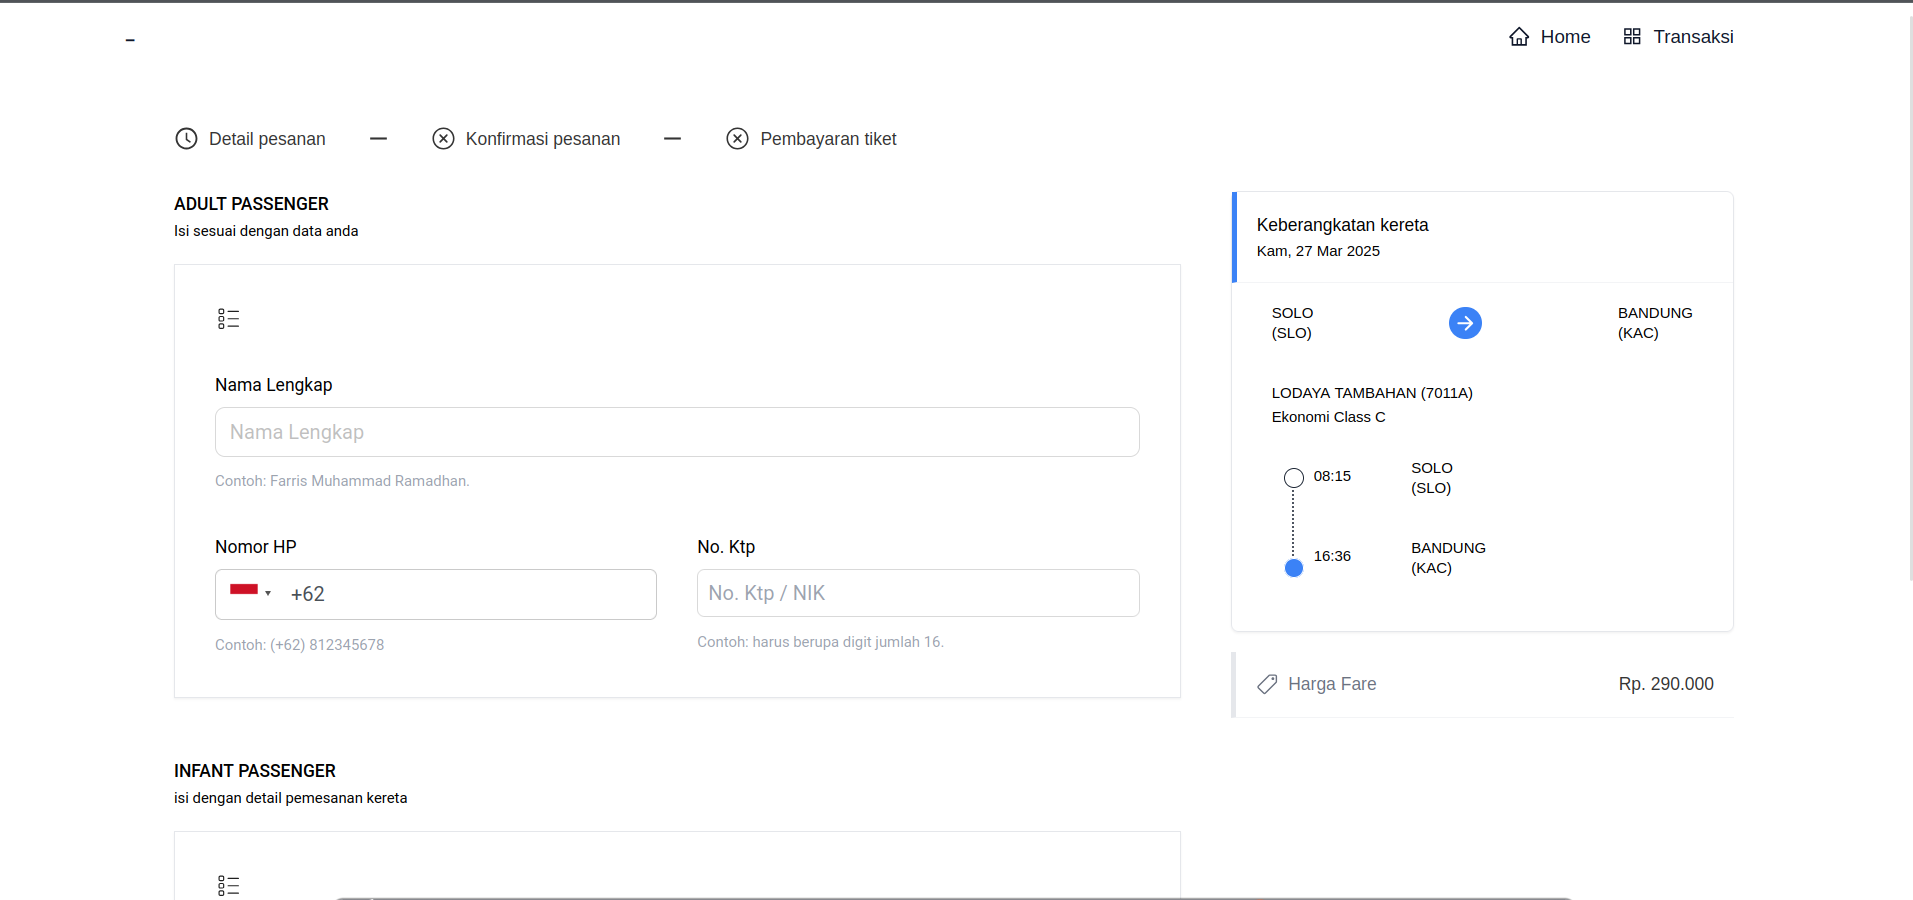 Home Transaksi
Detail pesanan — Konfirmasi pesanan — Pembayaran tiket
ADULT PASSENGER
Isi sesuai dengan data anda
Nama Lengkap
Nama Lengkap
Contoh: Farris Muhammad Ramadhan.
Nomor HP
+62
Contoh: (+62) 812345678
No. Ktp
No. Ktp / NIK
Contoh: harus berupa digit jumlah 16.
INFANT PASSENGER
isi dengan detail pemesanan kereta
Keberangkatan kereta
Kam, 27 Mar 2025
SOLO
(SLO)
BANDUNG
(KAC)
LODAYA TAMBAHAN (7011A)
Ekonomi Class C
08:15
SOLO
(SLO)
16:36
BANDUNG
(KAC)
Harga Fare Rp. 290.000